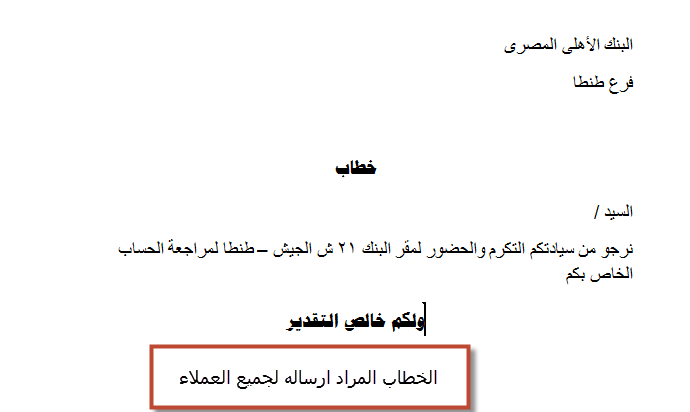 البنك الأهلى المصرى
فرع طنطا
خطاب
السيد /
نرجو من سيادتكم التكرم والحضور لمقر البنك ٢١ ش الجيش – طنطا لمراجعة الحساب
الخاص بكم
ولكم خالص التقدير
الخطاب المراد ارساله لجميع العملاء